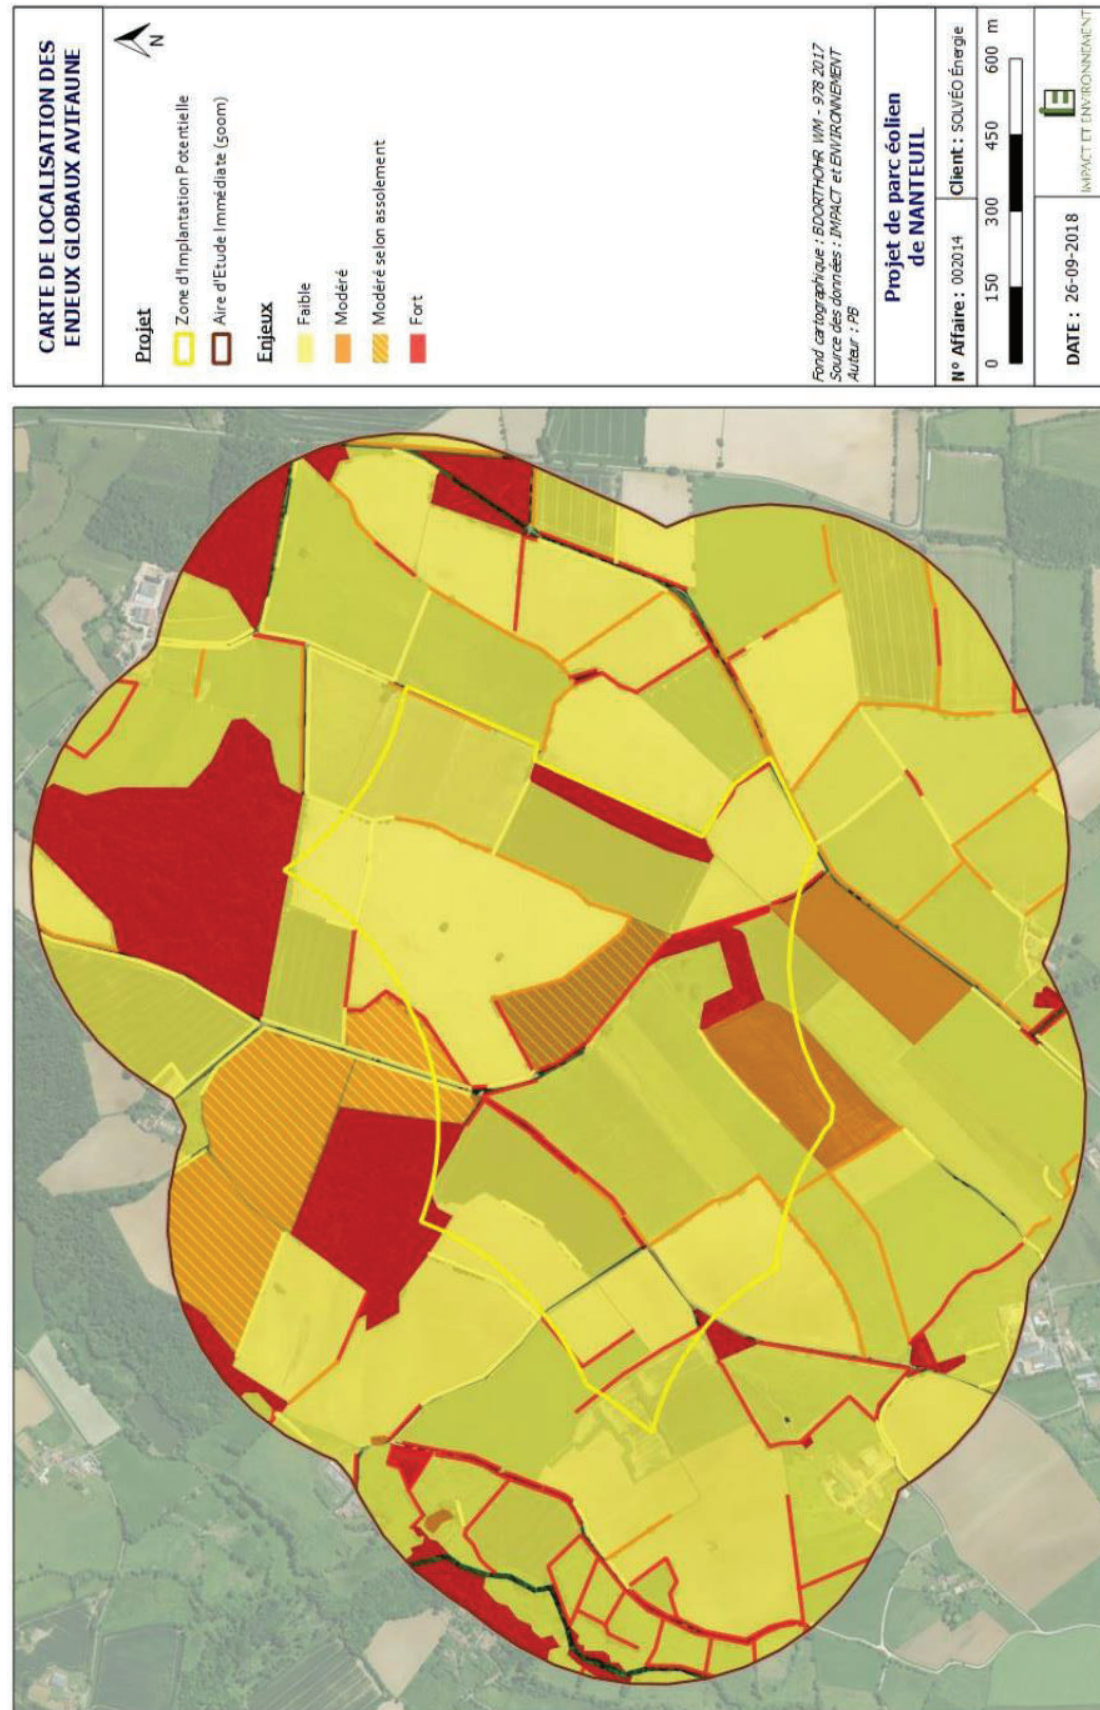 CARTE DE LOCALISATION DES
ENJEUX GLOBAUX AVIFAUNE
N
Projet
Zone d'Implantation Potentielle
Aire d'Etude Immédiate (500m)
Enjeux
Faible
Modéré
Modéré selon assolement
Fort
Fond cartographique : BDORTHOHR WM - 978 2017
Source des données : IMPACT et ENVIRONNEMENT
Auteur : PB
Projet de parc éolien
de NANTEUIL
N° Affaire : 002014
Client : SOLVÉO Énergie
0 150 300 450 600 m
DATE : 26-09-2018
IE
IMPACT ET ENVIRONNEMENT